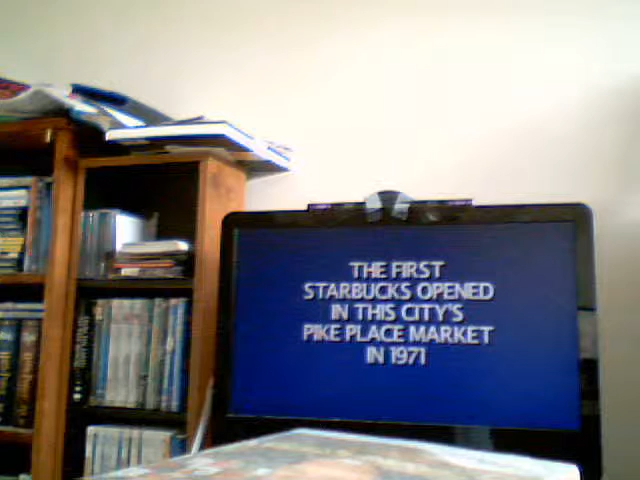 THE FIRST
STARBUCKS OPENED
IN THIS CITY'S
PIKE PLACE MARKET
IN 1971